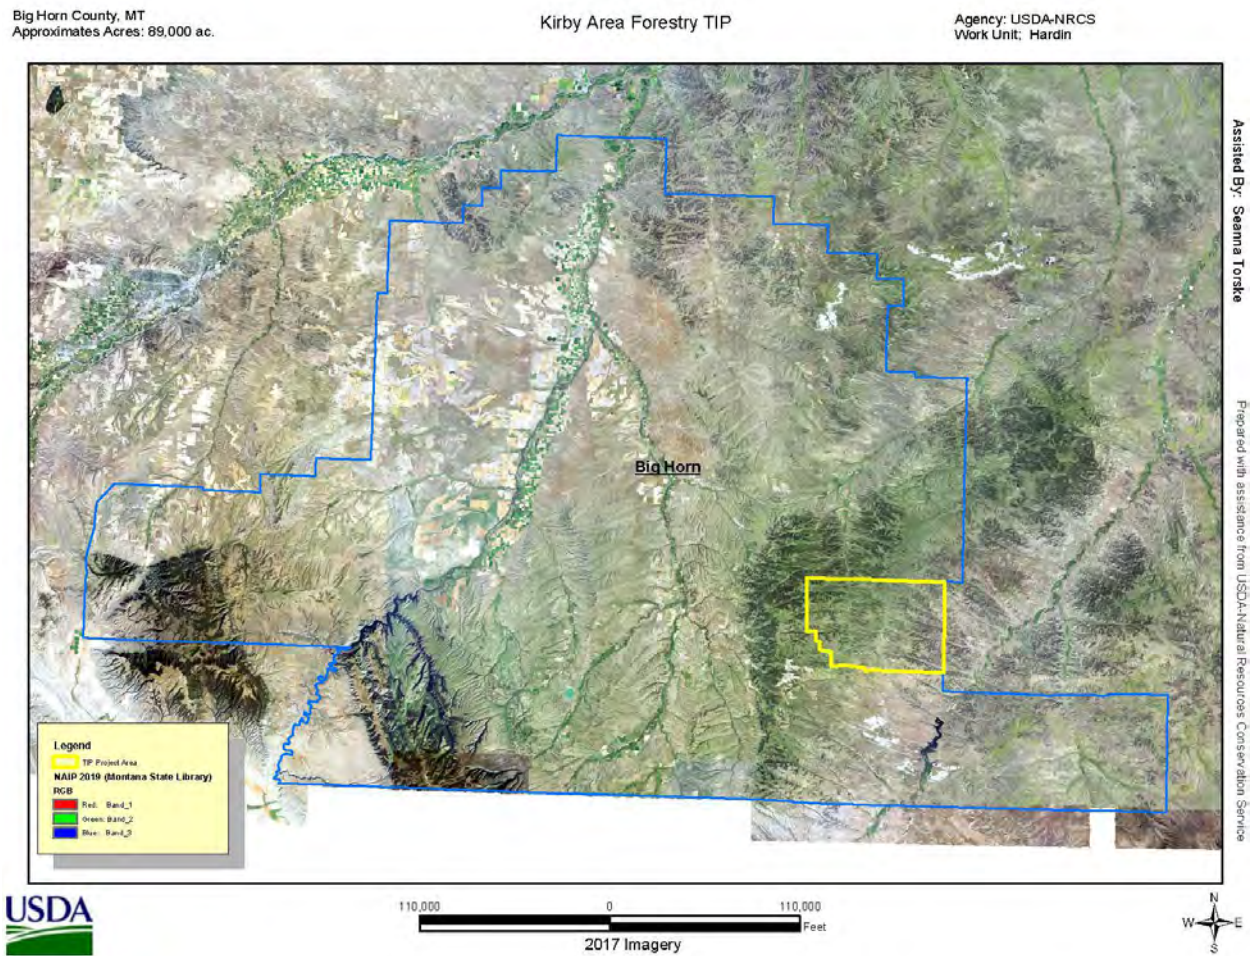 Big Horn County, MT
Approximates Acres: 89,000 ac.
Kirby Area Forestry TIP
Agency: USDA-NRCS
Work Unit; Hardin
Assisted By: Seanna Torske
Prepared with assistance from USDA-Natural Resources Conservation Service
Big Horn
Legend
TIP Project Area
NAIP 2019 (Montana State Library)
RGB
Red: Band_1
Green: Band_2
Blue: Band_3
USDA
110,000 0 110,000
Feet
2017 Imagery
N
W E
S